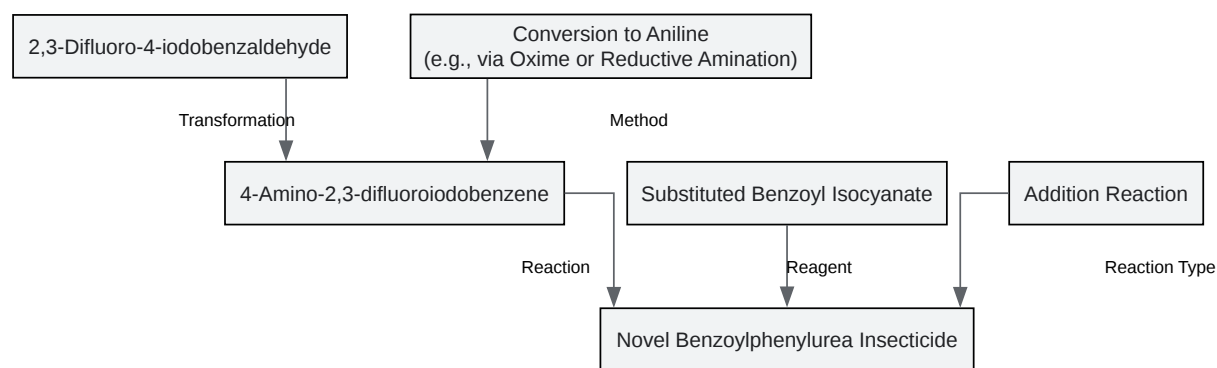 2,3-Difluoro-4-iodobenzaldehyde
Conversion to Aniline
(e.g., via Oxime or Reductive Amination)
Transformation
Method
4-Amino-2,3-difluoroiodobenzene
Substituted Benzoyl Isocyanate
Addition Reaction
Reaction
Reagent
Reaction Type
Novel Benzoylphenylurea Insecticide